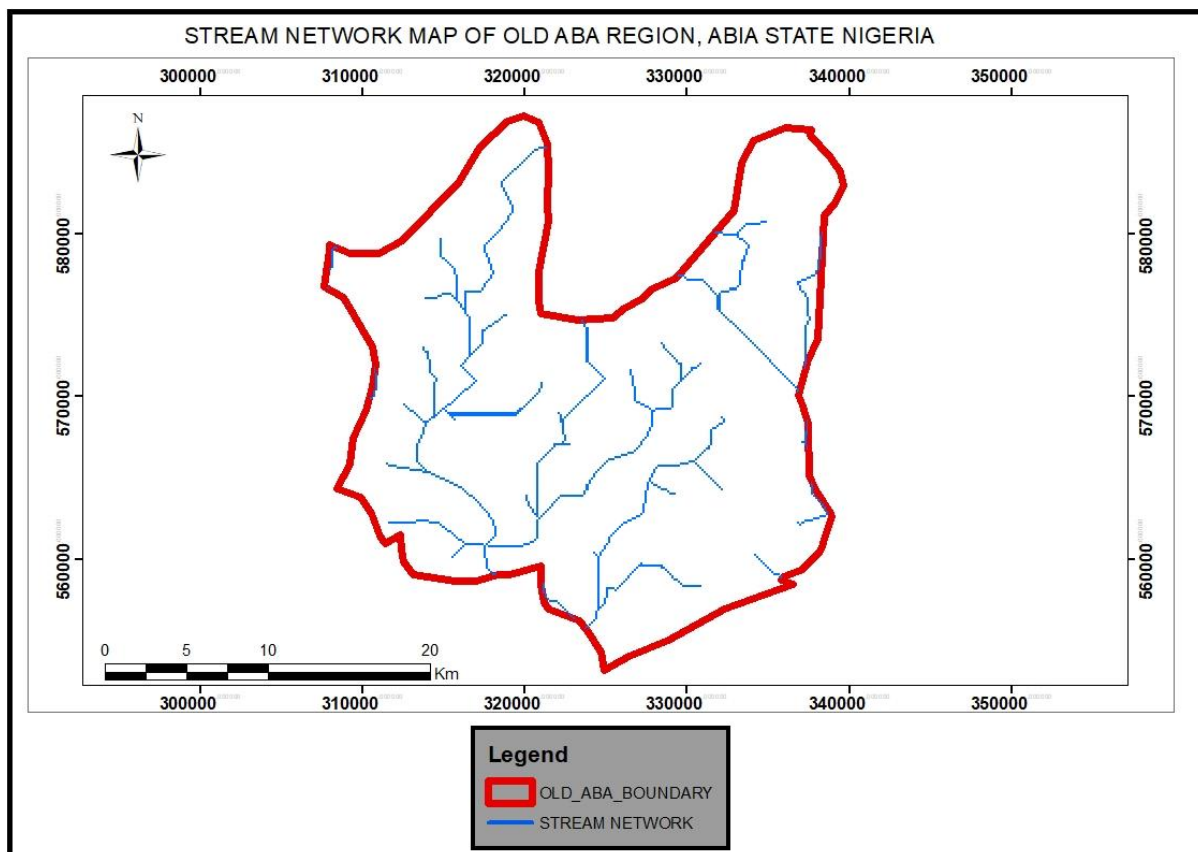 STREAM NETWORK MAP OF OLD ABA REGION, ABIA STATE NIGERIA
300000 310000 320000 330000 340000 350000
N
580000 580000
570000 570000
560000 560000
0 5 10 20
Km
300000 310000 320000 330000 340000 350000
Legend
OLD_ABA_BOUNDARY
STREAM NETWORK